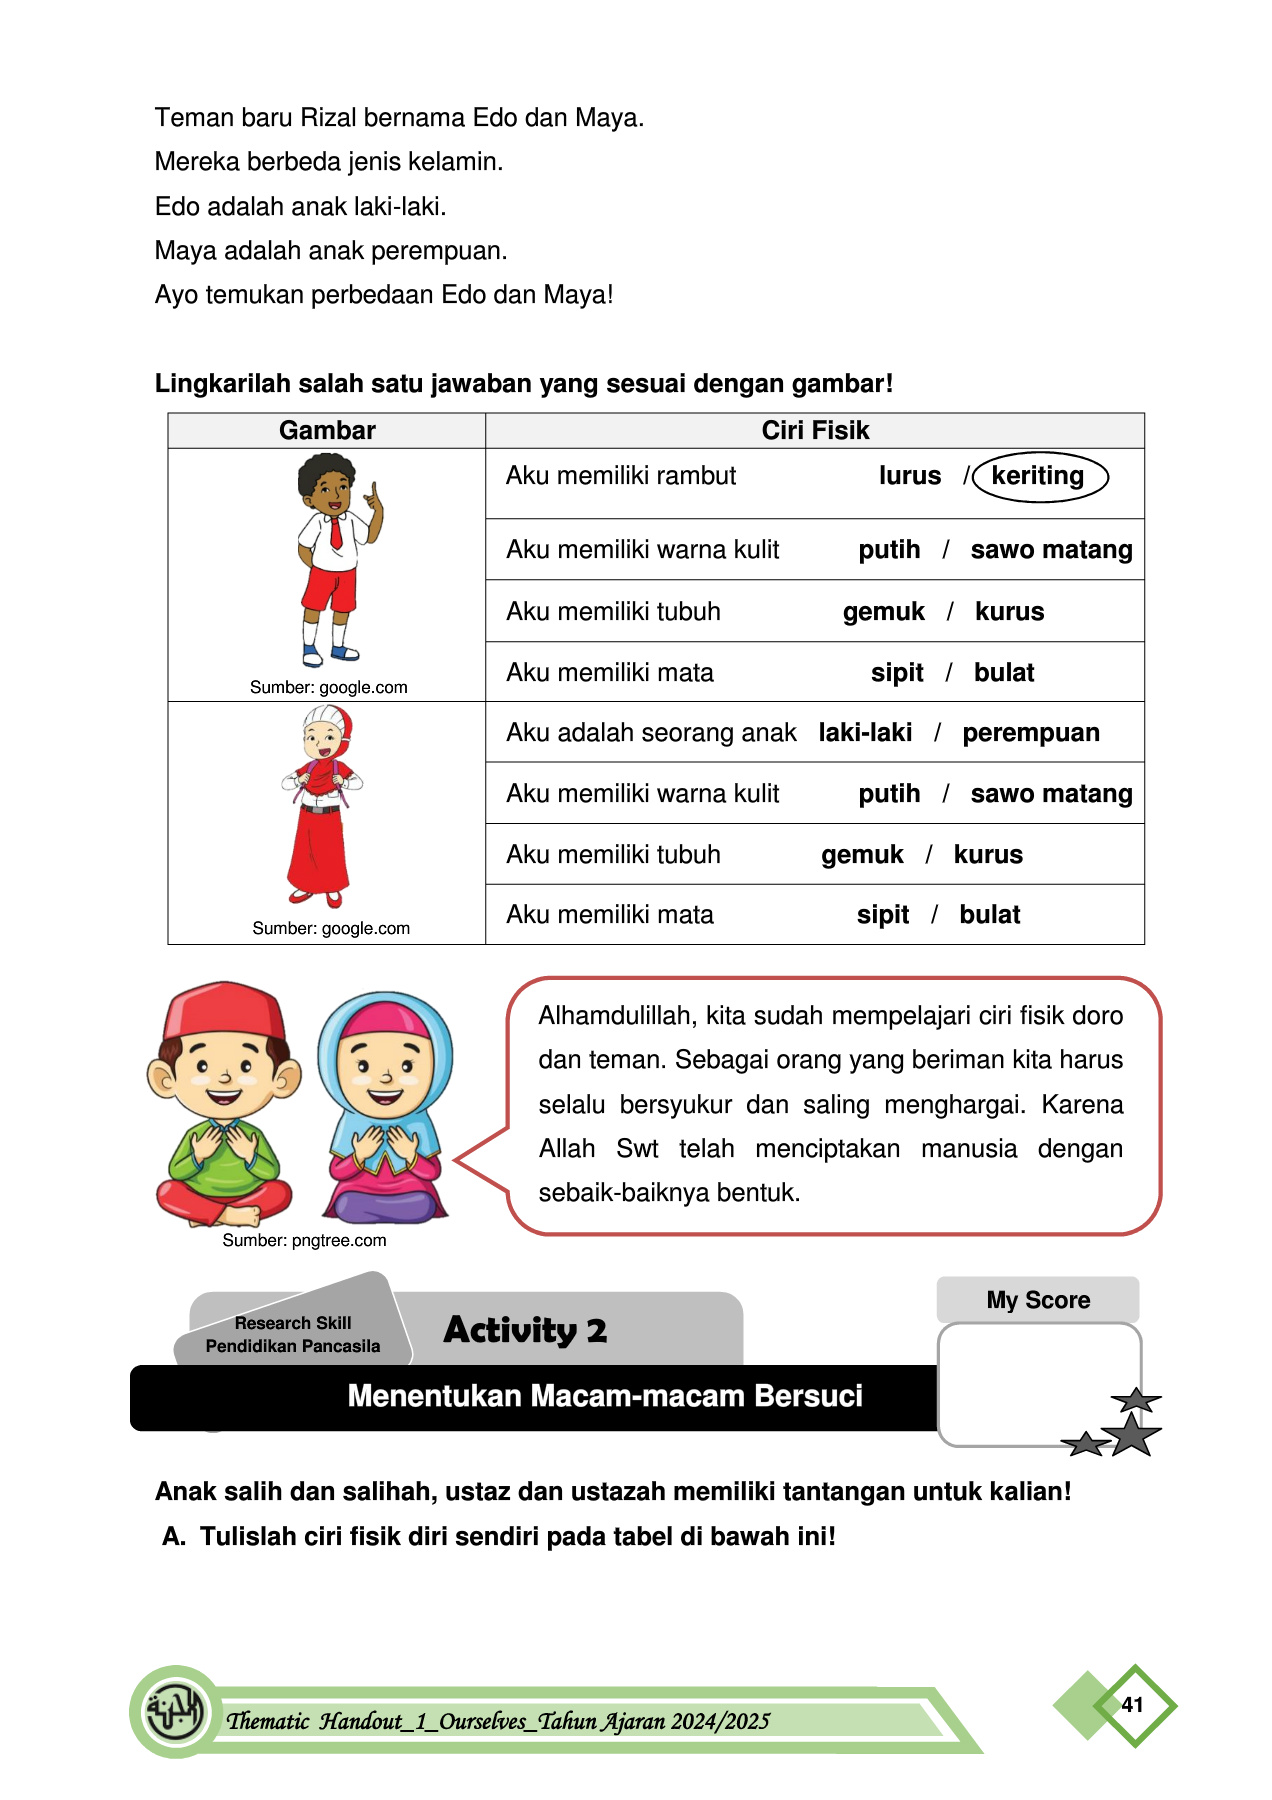 Teman baru Rizal bernama Edo dan Maya.
Mereka berbeda jenis kelamin.
Edo adalah anak laki-laki.
Maya adalah anak perempuan.
Ayo temukan perbedaan Edo dan Maya!
Lingkarilah salah satu jawaban yang sesuai dengan gambar!
Gambar Ciri Fisik
Aku memiliki rambut lurus / keriting
Aku memiliki warna kulit putih / sawo matang
Aku memiliki tubuh gemuk / kurus
Aku memiliki mata sipit / bulat
Sumber: google.com
Aku adalah seorang anak laki-laki / perempuan
Aku memiliki warna kulit putih / sawo matang
Aku memiliki tubuh gemuk / kurus
Aku memiliki mata sipit / bulat
Sumber: google.com
Alhamdulillah, kita sudah mempelajari ciri fisik doro
dan teman. Sebagai orang yang beriman kita harus
selalu bersyukur dan saling menghargai. Karena
Allah Swt telah menciptakan manusia dengan
sebaik-baiknya bentuk.
Sumber: pngtree.com
Research Skill
Pendidikan Pancasila
Activity 2
My Score
Menentukan Macam-macam Bersuci
Anak salih dan salihah, ustaz dan ustazah memiliki tantangan untuk kalian!
A. Tulislah ciri fisik diri sendiri pada tabel di bawah ini!
Thematic Handout_1_Ourselves_Tahun Ajaran 2024/2025
41